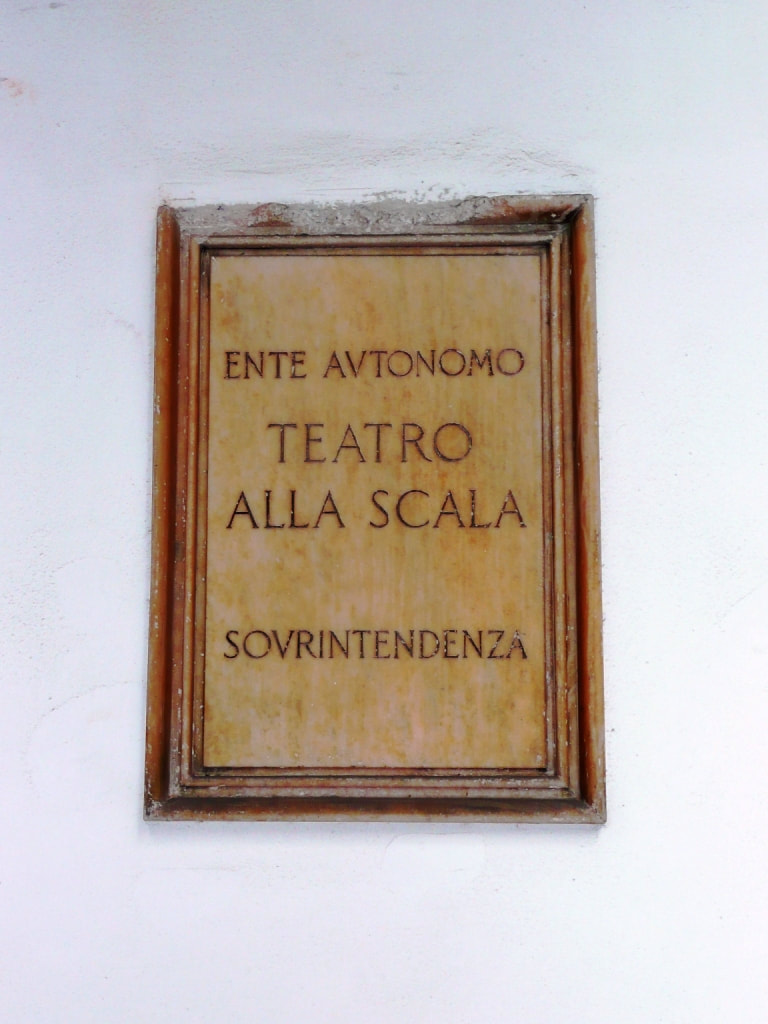 ENTE AVTONOMO
TEATRO
ALLA SCALA
SOVRINTENDENZA